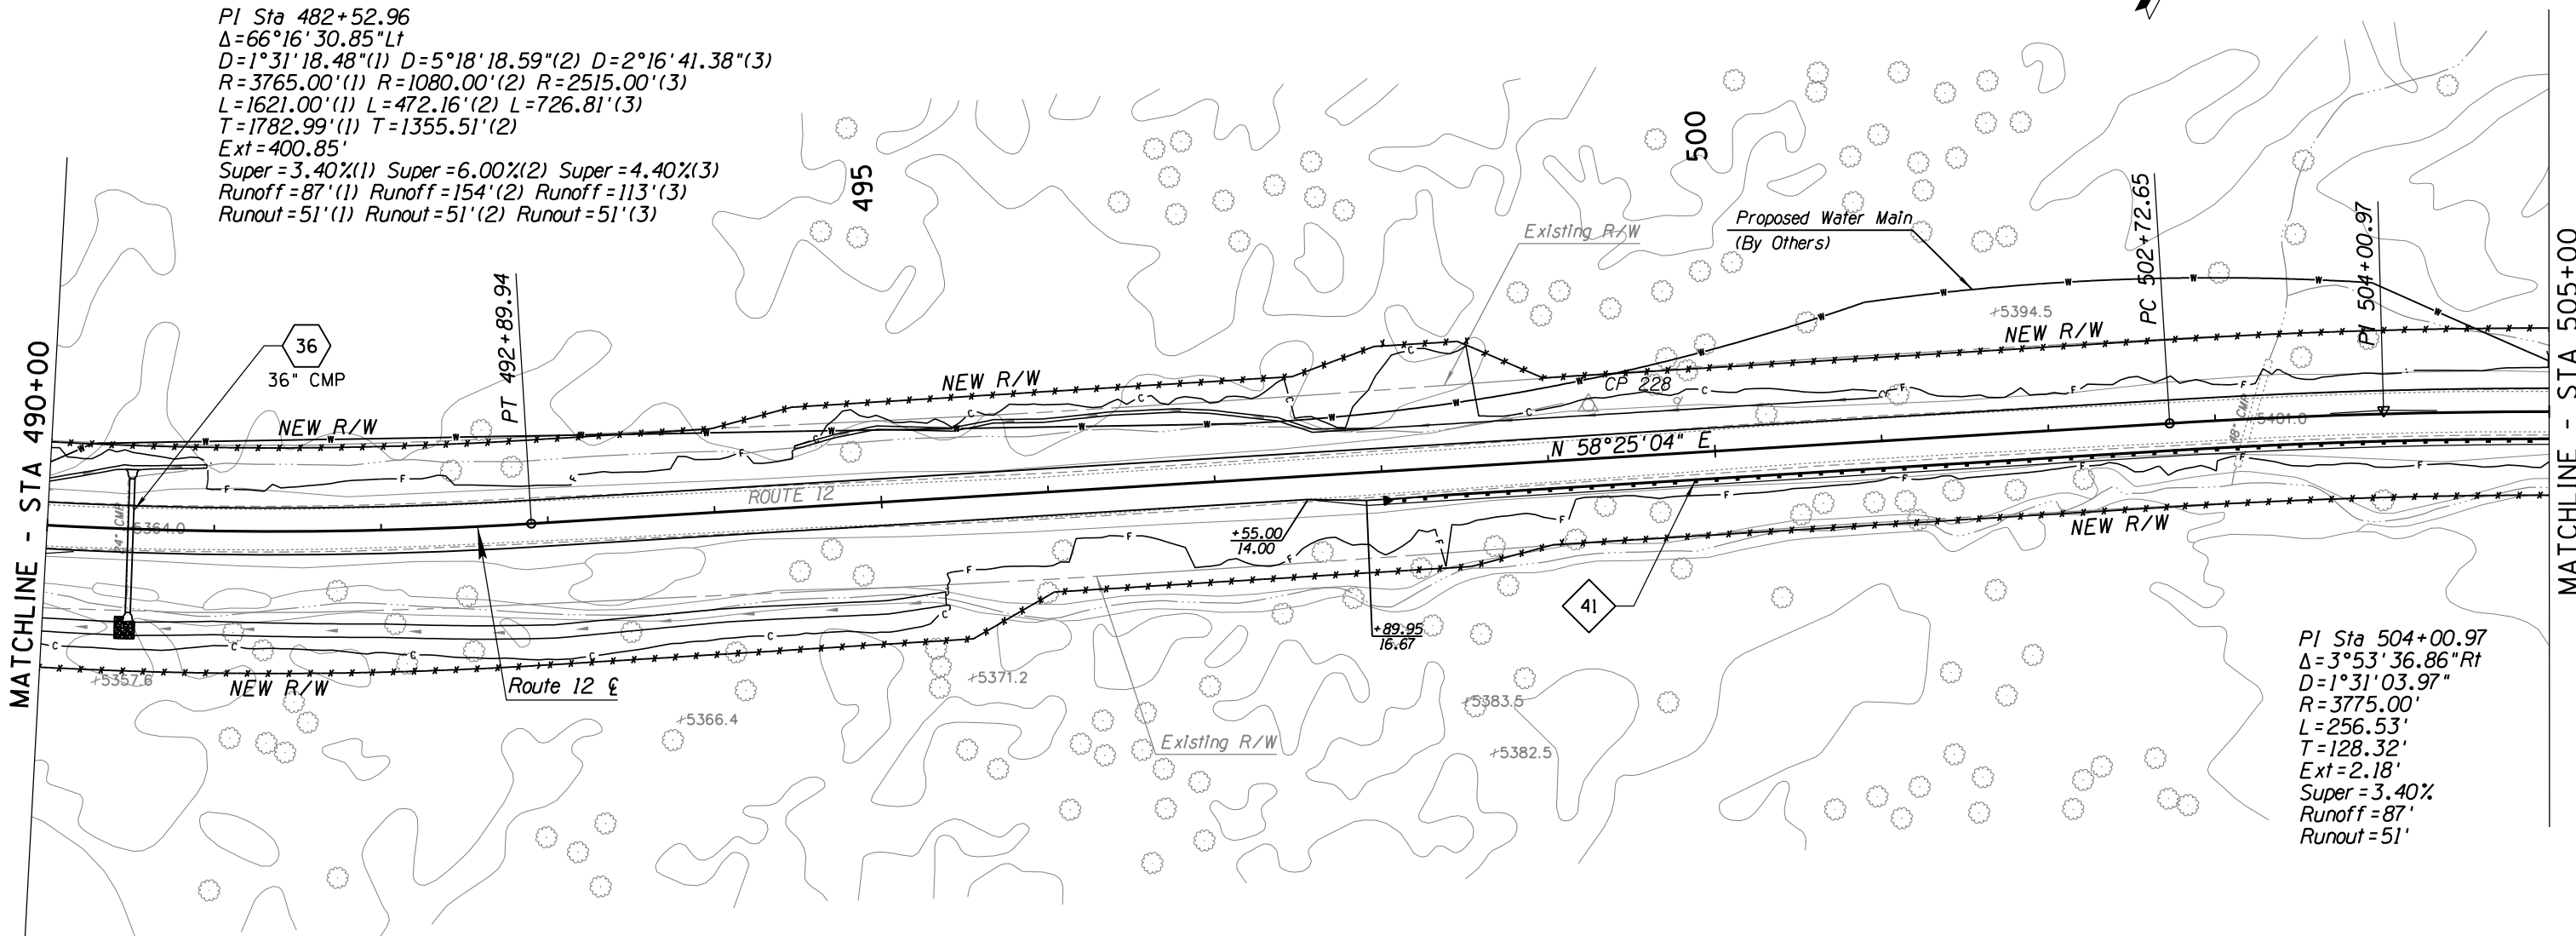 PI Sta 482+52.96
Δ=66°16'30.85"Lt
D=1°31'18.48"(1) D=5°18'18.59"(2) D=2°16'41.38"(3)
R=3765.00'(1) R=1080.00'(2) R=2515.00'(3)
L=1621.00'(1) L=472.16'(2) L=726.81'(3)
T=1782.99'(1) T=1355.51'(2)
Ext=400.85'
Super=3.40%(1) Super=6.00%(2) Super=4.40%(3)
Runoff=87'(1) Runoff=154'(2) Runoff=113'(3)
Runout=51'(1) Runout=51'(2) Runout=51'(3)
495
500
Existing R/W
Proposed Water Main
(By Others)
PC 502+72.65
PI 504+00.97
PT 492+89.94
MATCHLINE - STA 490+00
MATCHLINE - STA 505+00
36
36" CMP
5394.5
NEW R/W
NEW R/W
NEW R/W
CP 228
5401.0
48" CMP
N 58°25'04" E
ROUTE 12
24" CMP
5364.0
+55.00
14.00
NEW R/W
41
+89.95
16.67
5357.6
NEW R/W
Route 12 ℄
5371.2
5366.4
5383.5
Existing R/W
5382.5
PI Sta 504+00.97
Δ=3°53'36.86"Rt
D=1°31'03.97"
R=3775.00'
L=256.53'
T=128.32'
Ext=2.18'
Super=3.40%
Runoff=87'
Runout=51'